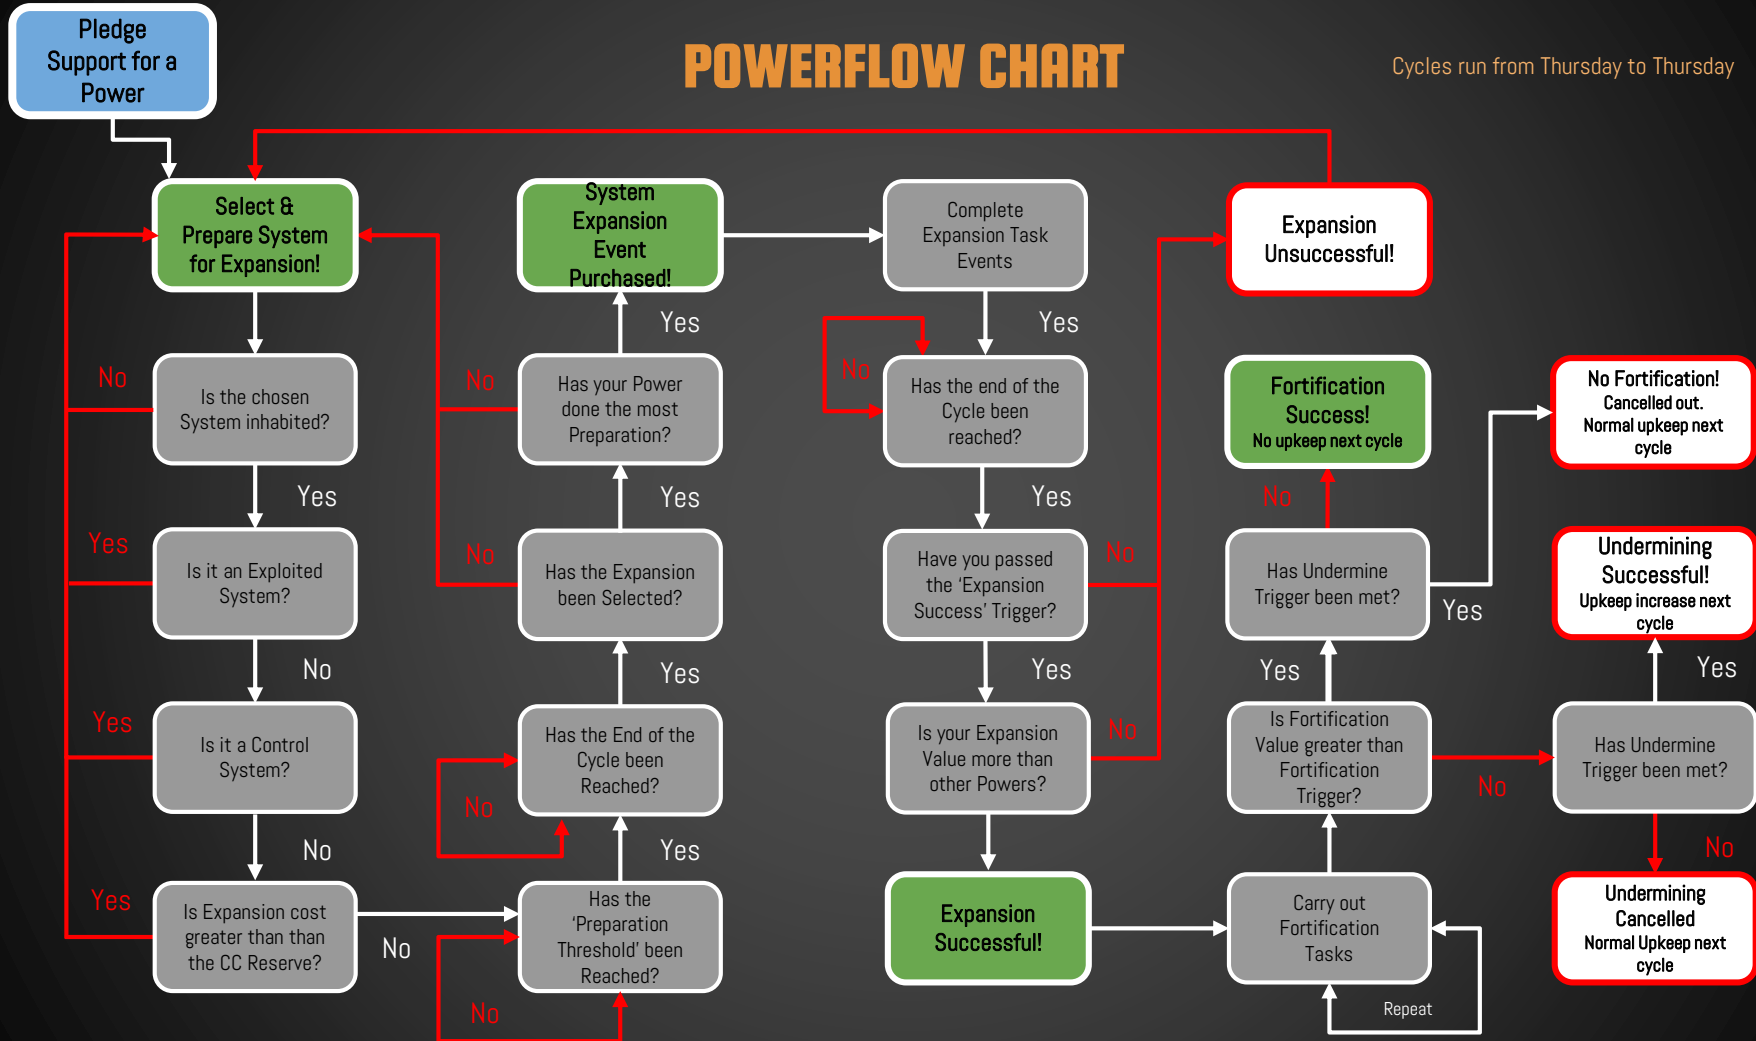 Pledge
Support for a
Power
POWERFLOW CHART
Cycles run from Thursday to Thursday
Select &
Prepare System
for Expansion!
No
Is the chosen
System inhabited?
Yes
Yes
Is it an Exploited
System?
No
Yes
Is it a Control
System?
No
Yes
Is Expansion cost
greater than than
the CC Reserve?
No
System
Expansion
Event
Purchased!
Yes
No
Has your Power
done the most
Preparation?
Yes
No
Has the Expansion
been Selected?
Yes
Has the End of the
Cycle been
Reached?
No
Yes
Has the
‘Preparation
Threshold’ been
Reached?
No
Complete
Expansion Task
Events
Yes
No
Has the end of the
Cycle been
reached?
Yes
Have you passed
the ‘Expansion
Success’ Trigger?
No
Yes
Is your Expansion
Value more than
other Powers?
No
Expansion
Successful!
Expansion
Unsuccessful!
Fortification
Success!
No upkeep next cycle
No
Has Undermine
Trigger been met?
Yes
Yes
Is Fortification
Value greater than
Fortification
Trigger?
No
Carry out
Fortification
Tasks
Repeat
No Fortification!
Cancelled out.
Normal upkeep next
cycle
Undermining
Successful!
Upkeep increase next
cycle
Yes
Has Undermine
Trigger been met?
No
Undermining
Cancelled
Normal Upkeep next
cycle